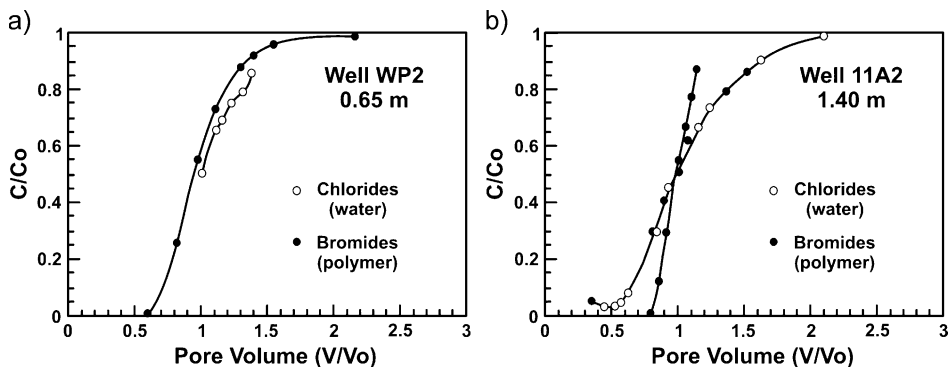 a)
1
0.8
0.6
0.4
0.2
0
C/Co
Well WP2
0.65 m
Chlorides
(water)
Bromides
(polymer)
0 0.5 1 1.5 2 2.5 3
Pore Volume (V/Vo)
b)
1
0.8
0.6
0.4
0.2
0
C/Co
Well 11A2
1.40 m
Chlorides
(water)
Bromides
(polymer)
0 0.5 1 1.5 2 2.5 3
Pore Volume (V/Vo)